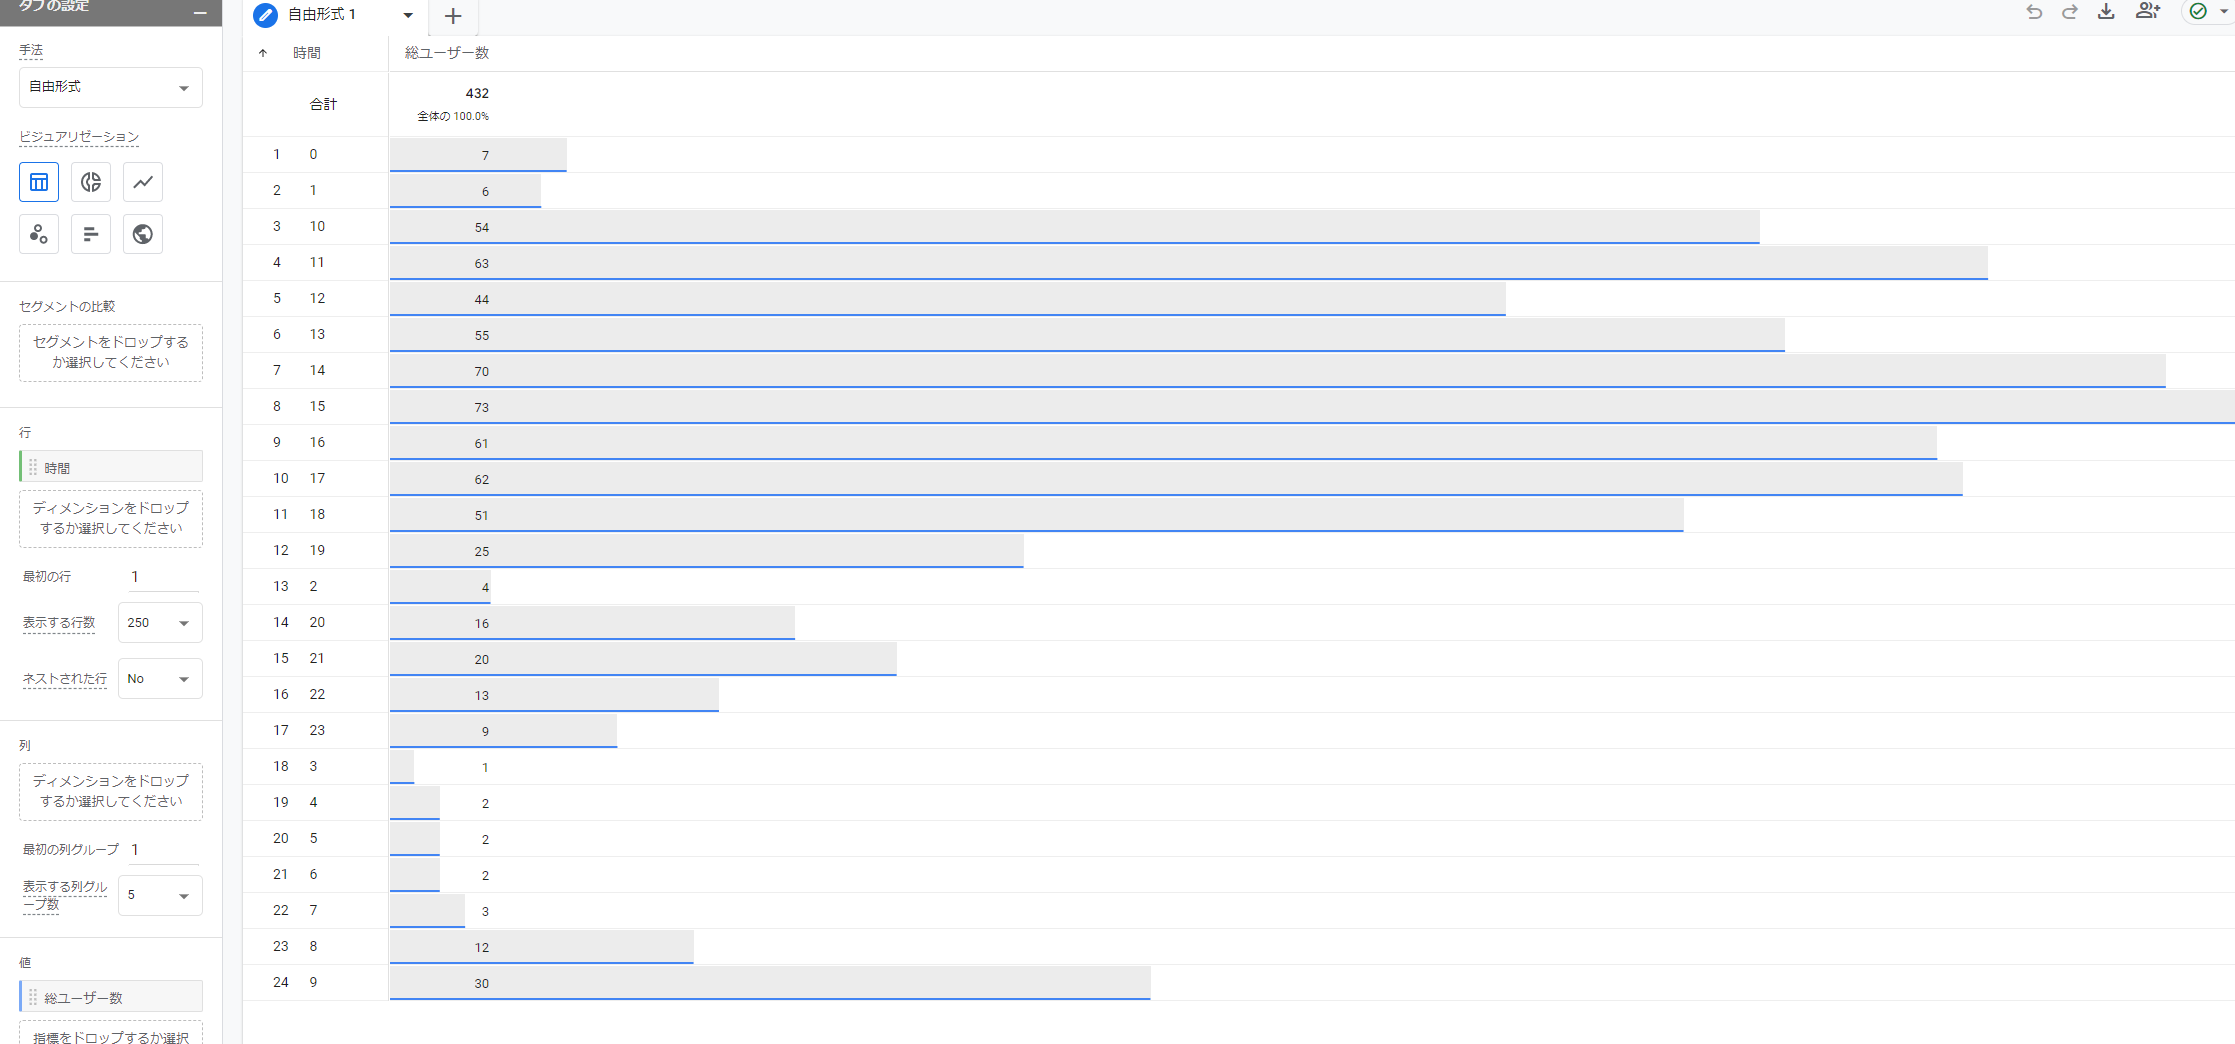 タブの設定
手法
自由形式
ビジュアリゼーション
セグメントの比較
セグメントをドロップする
か選択してください
行
時間
ディメンションをドロップ
するか選択してください
最初の行 1
表示する行数 250
ネストされた行 No
列
ディメンションをドロップ
するか選択してください
最初の列グループ 1
表示する列グル
ープ数 5
値
総ユーザー数
指標をドロップするか選択
自由形式 1
時間 総ユーザー数
合計 432
全体の 100.0%
1 0 7
2 1 6
3 10 54
4 11 63
5 12 44
6 13 55
7 14 70
8 15 73
9 16 61
10 17 62
11 18 51
12 19 25
13 2 4
14 20 16
15 21 20
16 22 13
17 23 9
18 3 1
19 4 2
20 5 2
21 6 2
22 7 3
23 8 12
24 9 30